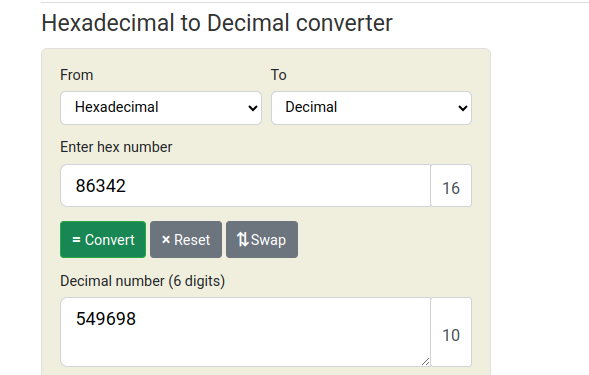 Hexadecimal to Decimal converter
From To
Hexadecimal Decimal
Enter hex number
86342 16
= Convert × Reset ⇅ Swap
Decimal number (6 digits)
549698
10